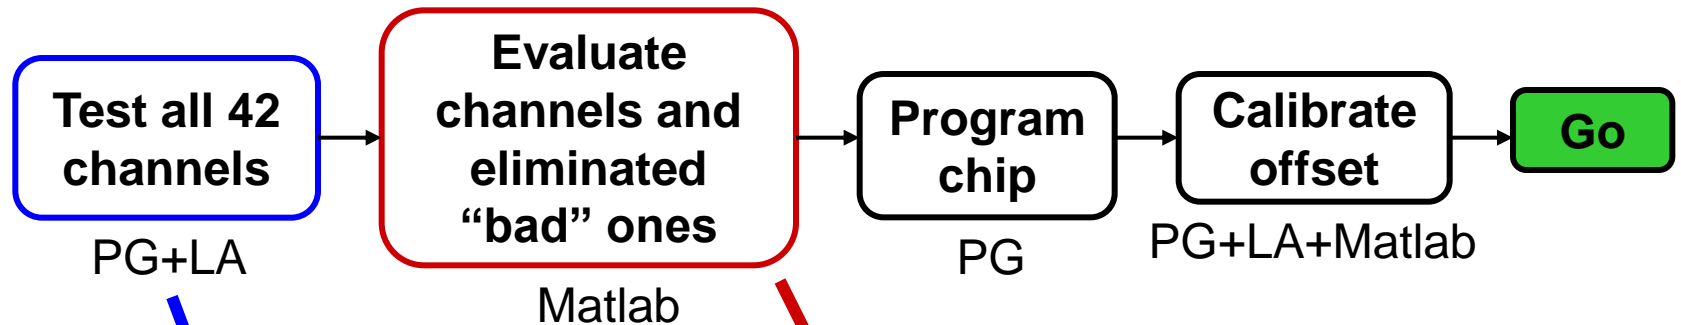 Test all 42
channels
PG+LA
Evaluate
channels and
eliminated
“bad” ones
Matlab
Program
chip
PG
Calibrate
offset
PG+LA+Matlab
Go